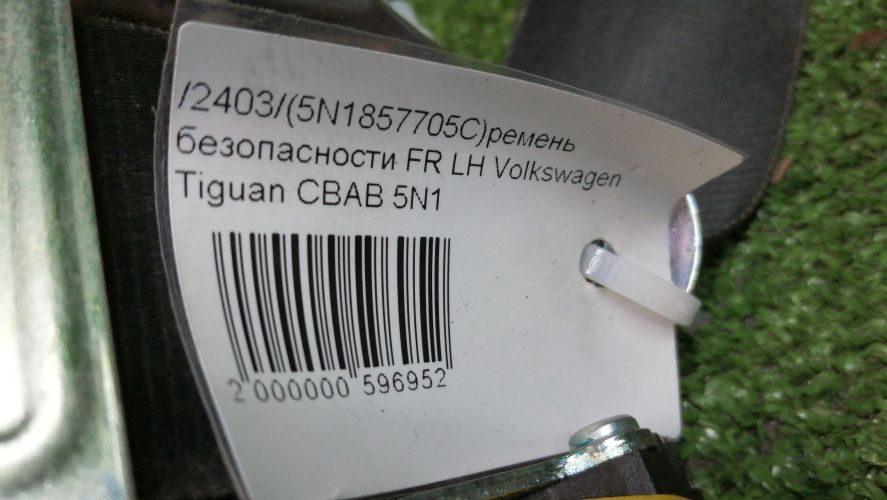 /2403/(5N1857705C)ремень
безопасности FR LH Volkswagen
Tiguan CBAB 5N1
2 000000 596952